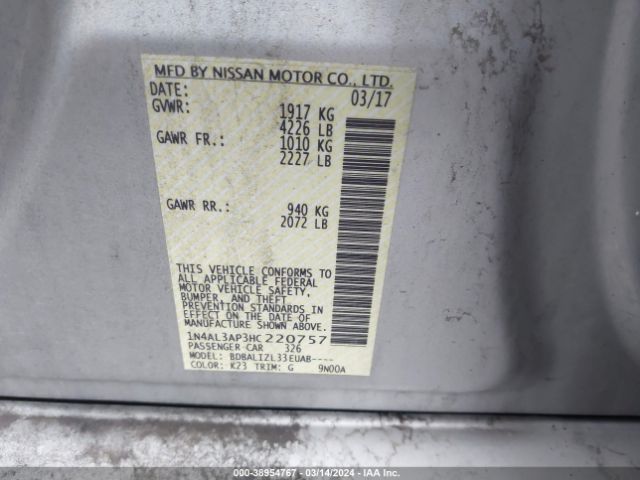 MFD BY NISSAN MOTOR CO., LTD.
DATE: 03/17
GVWR: 1917 KG
4226 LB
GAWR FR.: 1010 KG
2227 LB
GAWR RR.: 940 KG
2072 LB
THIS VEHICLE CONFORMS TO
ALL APPLICABLE FEDERAL
MOTOR VEHICLE SAFETY,
BUMPER, AND THEFT
PREVENTION STANDARDS IN
EFFECT ON THE DATE OF
MANUFACTURE SHOWN ABOVE.
1N4AL3AP3HC220757
PASSENGER CAR 326
MODEL: BDBALIZL33EUAB----
COLOR: K23 TRIM: G 9N00A
000-38954767 - 03/14/2024 - IAA Inc.